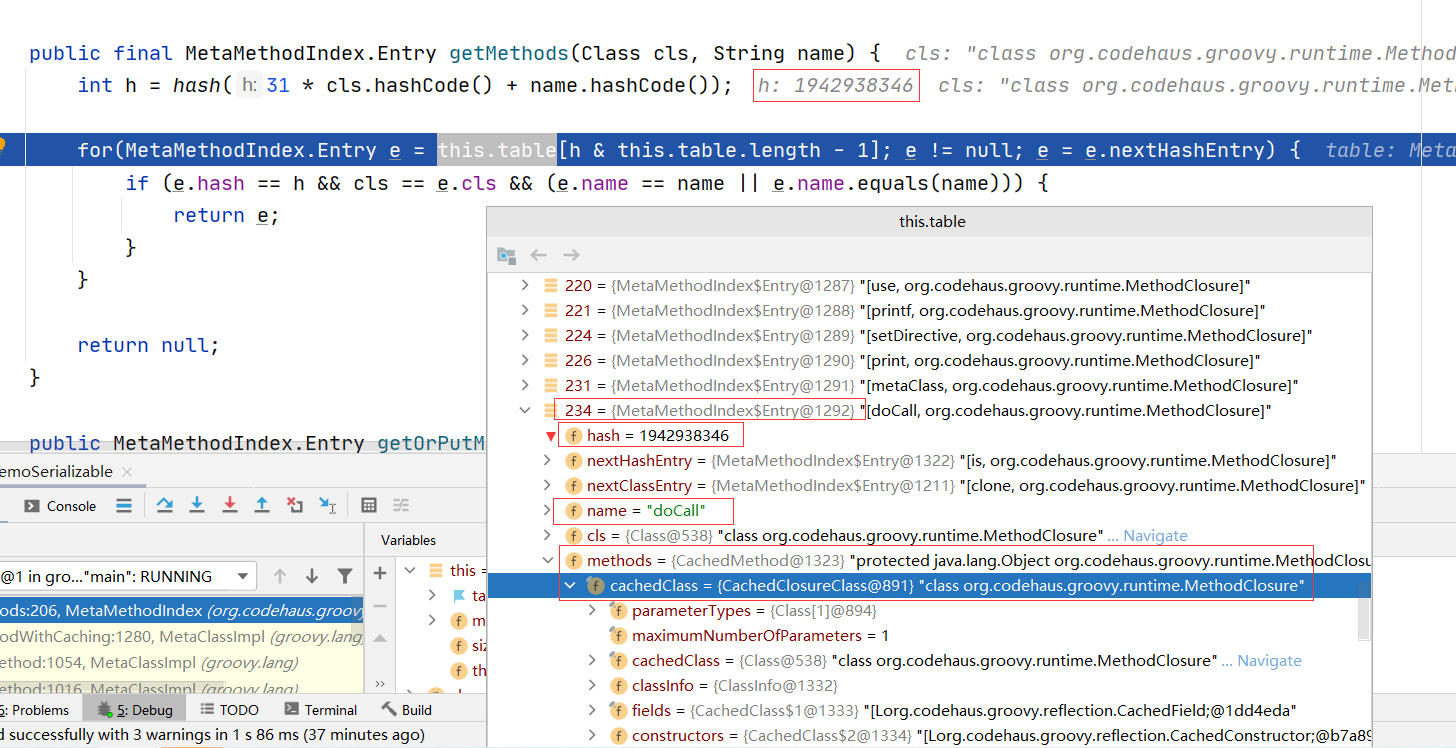 public final MetaMethodIndex.Entry getMethods(Class cls, String name) {  cls: "class org.codehaus.groovy.runtime.Method
int h = hash( h: 31 * cls.hashCode() + name.hashCode());  h: 1942938346  cls: "class org.codehaus.groovy.runtime.Met
for(MetaMethodIndex.Entry e = this.table[h & this.table.length - 1]; e != null; e = e.nextHashEntry) {  table: Meta
if (e.hash == h && cls == e.cls && (e.name == name || e.name.equals(name))) {
return e;
}
}
return null;
}
public MetaMethodIndex.Entry getOrPutM
this.table
220 = {MetaMethodIndex$Entry@1287} "[use, org.codehaus.groovy.runtime.MethodClosure]"
221 = {MetaMethodIndex$Entry@1288} "[printf, org.codehaus.groovy.runtime.MethodClosure]"
224 = {MetaMethodIndex$Entry@1289} "[setDirective, org.codehaus.groovy.runtime.MethodClosure]"
226 = {MetaMethodIndex$Entry@1290} "[print, org.codehaus.groovy.runtime.MethodClosure]"
231 = {MetaMethodIndex$Entry@1291} "[metaClass, org.codehaus.groovy.runtime.MethodClosure]"
234 = {MetaMethodIndex$Entry@1292} "[doCall, org.codehaus.groovy.runtime.MethodClosure]"
f hash = 1942938346
f nextHashEntry = {MetaMethodIndex$Entry@1322} "[is, org.codehaus.groovy.runtime.MethodClosure]"
f nextClassEntry = {MetaMethodIndex$Entry@1211} "[clone, org.codehaus.groovy.runtime.MethodClosure]"
f name = "doCall"
f cls = {Class@538} "class org.codehaus.groovy.runtime.MethodClosure" ... Navigate
f methods = {CachedMethod@1323} "protected java.lang.Object org.codehaus.groovy.runtime.MethodClosu
f cachedClass = {CachedClosureClass@891} "class org.codehaus.groovy.runtime.MethodClosure"
f parameterTypes = {Class[1]@894}
f maximumNumberOfParameters = 1
f cachedClass = {Class@538} "class org.codehaus.groovy.runtime.MethodClosure" ... Navigate
f classInfo = {ClassInfo@1332}
f fields = {CachedClass$1@1333} "[Lorg.codehaus.groovy.reflection.CachedField;@1dd4eda"
f constructors = {CachedClass$2@1334} "[Lorg.codehaus.groovy.reflection.CachedConstructor;@b7a89
emoSerializable
Console
Variables
@1 in gro..."main": RUNNING
this =
ods:206, MetaMethodIndex (org.codehaus.groovy
ta
odWithCaching:1280, MetaClassImpl (groovy.lang)
f m
ethod:1054, MetaClassImpl (groovy.lang)
f siz
ethod:1016, MetaClassImpl (groovy.lang)
f th
6: Problems
5: Debug
TODO
Terminal
Build
d successfully with 3 warnings in 1 s 86 ms (37 minutes ago)